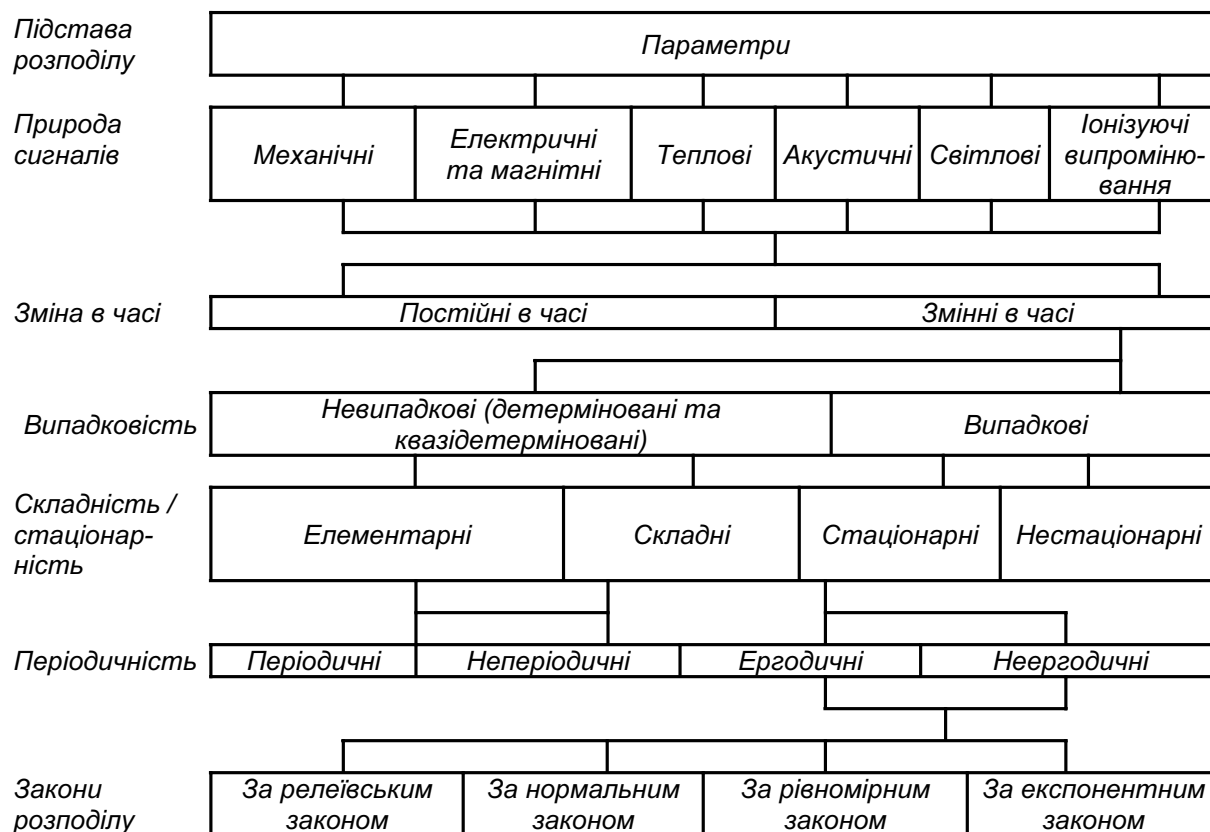 Підстава
розподілу
Параметри
Природа
сигналів
Механічні
Електричні
та магнітні
Теплові
Акустичні
Світлові
Іонізуючі
випроміню-
вання
Зміна в часі
Постійні в часі
Змінні в часі
Випадковість
Невипадкові (детерміновані та
квазідетерміновані)
Випадкові
Складність /
стаціонар-
ність
Елементарні
Складні
Стаціонарні
Нестаціонарні
Періодичність
Періодичні
Неперіодичні
Ергодичні
Неергодичні
Закони
розподілу
За релеївським
законом
За нормальним
законом
За рівномірним
законом
За експонентним
законом